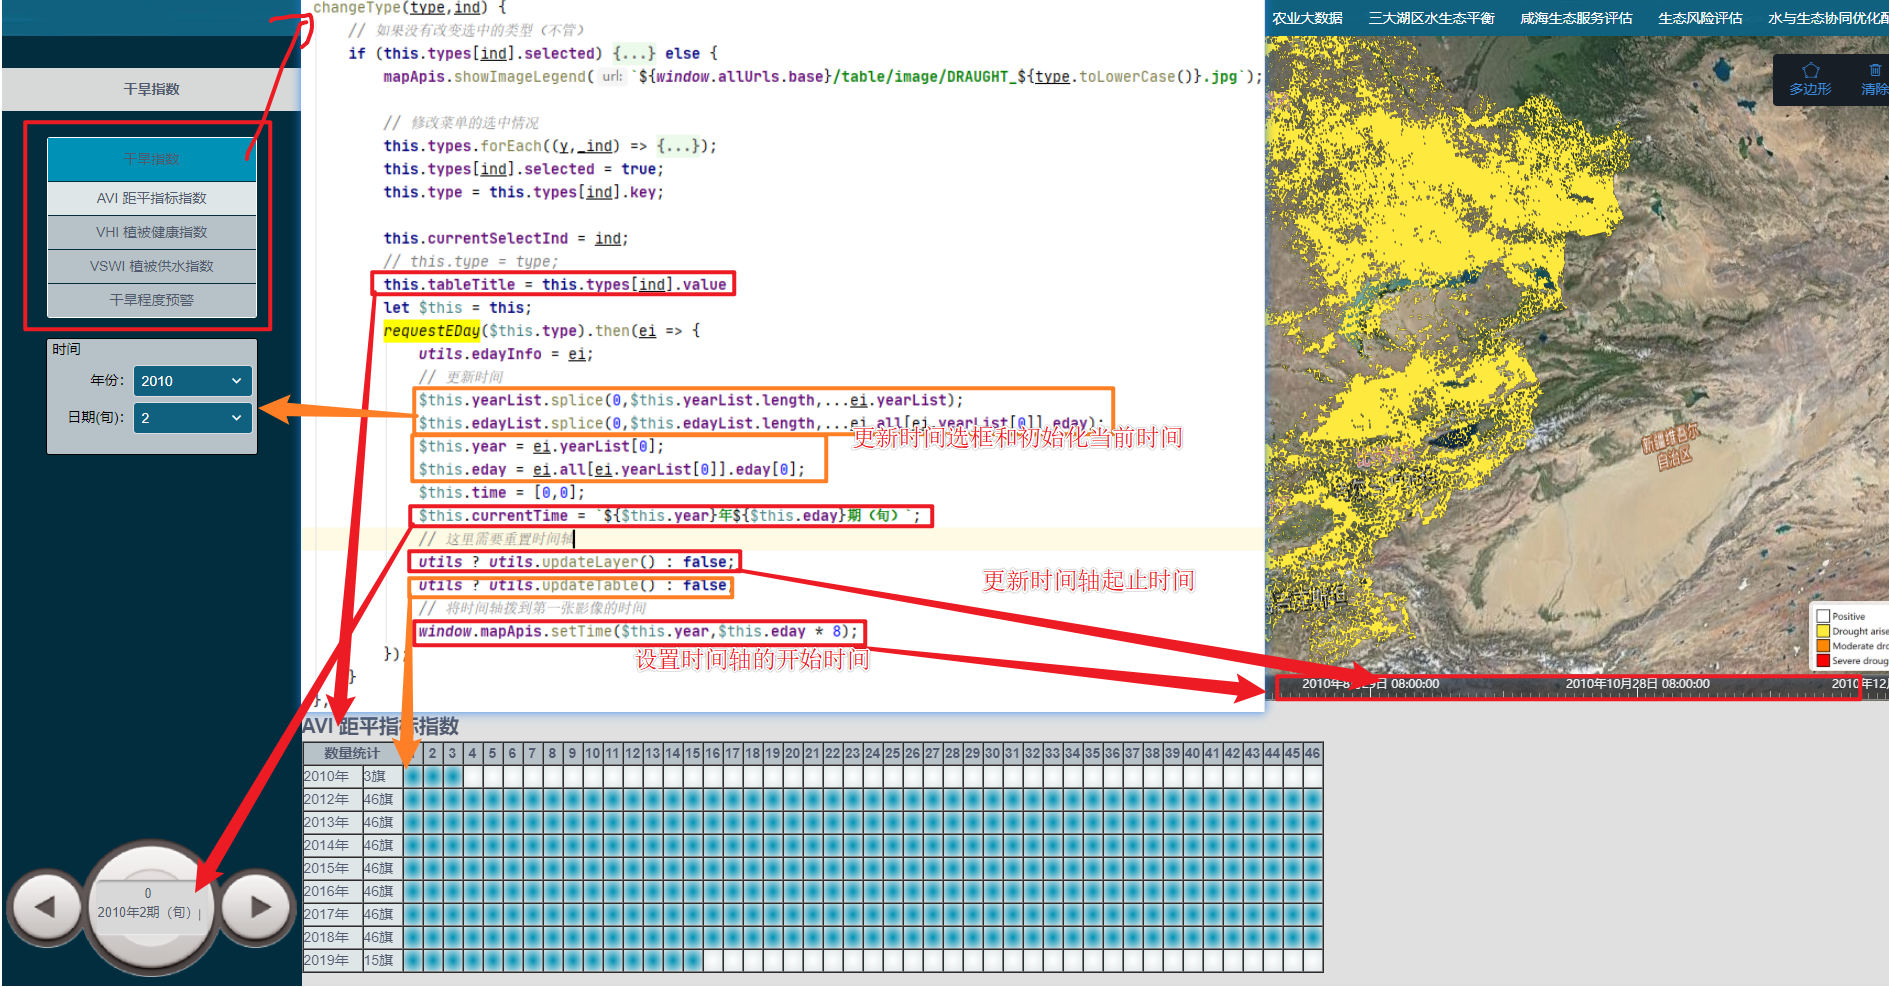 changeType(type,ind) {
// 如果没有改变选中的类型（不管）
if (this.types[ind].selected) {...} else {
mapApis.showImageLegend( url: `${window.allUrls.base}/table/image/DRAUGHT_${type.toLowerCase()}.jpg`);
// 修改菜单的选中情况
this.types.forEach((y,_ind) => {...});
this.types[ind].selected = true;
this.type = this.types[ind].key;
this.currentSelectInd = ind;
// this.type = type;
this.tableTitle = this.types[ind].value
let $this = this;
requestEDay($this.type).then(ei => {
utils.edayInfo = ei;
// 更新时间
$this.yearList.splice(0,$this.yearList.length,...ei.yearList);
$this.edayList.splice(0,$this.edayList.length,...ei.all[ei.yearList[0]].eday);
更新时间选框和初始化当前时间
$this.year = ei.yearList[0];
$this.eday = ei.all[ei.yearList[0]].eday[0];
$this.time = [0,0];
$this.currentTime = `${$this.year}年${$this.eday}期（旬）`;
// 这里需要重置时间轴
utils ? utils.updateLayer() : false;
更新时间轴起止时间
utils ? utils.updateTable() : false
// 将时间轴拨到第一张影像的时间
window.mapApis.setTime($this.year,$this.eday * 8);
设置时间轴的开始时间
});
}
},
干旱指数
干旱指数
AVI 距平指标指数
VHI 植被健康指数
VSWI 植被供水指数
干旱程度预警
时间
年份： 2010
日期(旬)： 2
0
2010年2期（旬）
农业大数据 三大湖区水生态平衡 咸海生态服务评估 生态风险评估 水与生态协同优化配
多边形 清除
新疆维吾尔
自治区
Positive
Drought arise
Moderate dro
Severe droug
2010年8月29日 08:00:00 2010年10月28日 08:00:00 2010年12月
AVI 距平指标指数
数量统计 1 2 3 4 5 6 7 8 9 10 11 12 13 14 15 16 17 18 19 20 21 22 23 24 25 26 27 28 29 30 31 32 33 34 35 36 37 38 39 40 41 42 43 44 45 46
2010年 3旗
2012年 46旗
2013年 46旗
2014年 46旗
2015年 46旗
2016年 46旗
2017年 46旗
2018年 46旗
2019年 15旗